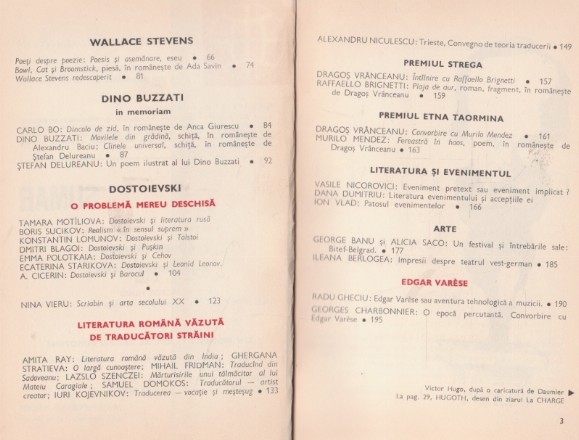 WALLACE STEVENS
Poeți despre poezie: Poesis și asemănare, eseu • 66
Bowl, Cat și Broomstick, piesă, în românește de Ada Savin • 74
Wallace Stevens redescoperit • 81
DINO BUZZATI
in memoriam
CARLO BO: Dincolo de zid, în românește de Anca Giurescu • 84
DINO BUZZATI: Movilele din grădină, schiță, în românește de
Alexandru Baciu; Clinele universal, schiță, în românește de
Ștefan Delureanu • 87
ȘTEFAN DELUREANU: Un poem ilustrat al lui Dino Buzzati • 92
DOSTOIEVSKI
O PROBLEMĂ MEREU DESCHISĂ
TAMARA MOTÎLIOVA: Dostoievski și literatura rusă
BORIS SUCIKOV: Realism « în sensul suprem »
KONSTANTIN LOMUNOV: Dostoievski și Tolstoi
DMITRI BLAGOI: Dostoievski și Pușkin
EMMA POLOTKAIA: Dostoievski și Cehov
ECATERINA STARIKOVA: Dostoievski și Leonid Leonov
A. CICERIN: Dostoievski și Barocul • 104
•
NINA VIERU: Scriabin și arta secolului XX • 123
LITERATURA ROMÂNĂ VĂZUTĂ
DE TRADUCĂTORI STRĂINI
AMITA RAY: Literatura română văzută din India; GHERGANA
STRATIEVA: O largă cunoaștere; MIHAIL FRIDMAN: Traducînd din
Sadoveanu; LAZSLO SZENCZEI: Mărturisirile unui tălmăcitor al lui
Mateiu Caragiale; SAMUEL DOMOKOS: Traducătorul — artist
creator; IURI KOJEVNIKOV: Traducerea — vocație și meșteșug • 133
ALEXANDRU NICULESCU: Trieste, Convegno de teoria traducerii • 149
PREMIUL STREGA
DRAGOȘ VRÂNCEANU: Întîlnire cu Raffaello Brignetti • 157
RAFFAELLO BRIGNETTI: Plaja de aur, roman, fragment, în românește
de Dragoș Vrânceanu • 159
PREMIUL ETNA TAORMINA
DRAGOȘ VRÂNCEANU: Convorbire cu Murilo Mendez • 161
MURILO MENDEZ: Fereastră în haos, poem, în românește de
Dragoș Vrânceanu • 163
LITERATURA ȘI EVENIMENTUL
VASILE NICOROVICI: Eveniment pretext sau eveniment implicat?
DANA DUMITRIU: Literatura evenimentului și accepțiile ei
ION VLAD: Patosul evenimentelor • 166
ARTE
GEORGE BANU și ALICIA SACO: Un festival și întrebările sale:
Bitef-Belgrad. • 177
ILEANA BERLOGEA: Impresii despre teatrul vest-german • 185
EDGAR VARÈSE
RADU GHECIU: Edgar Varèse sau aventura tehnologică a muzicii. • 190
GEORGES CHARBONNIER: O epocă percutantă. Convorbire cu
Edgar Varèse • 195
Victor Hugo, după o caricatură de Daumier ▶
La pag. 29, HUGOTH, desen din ziarul La CHARGE
3